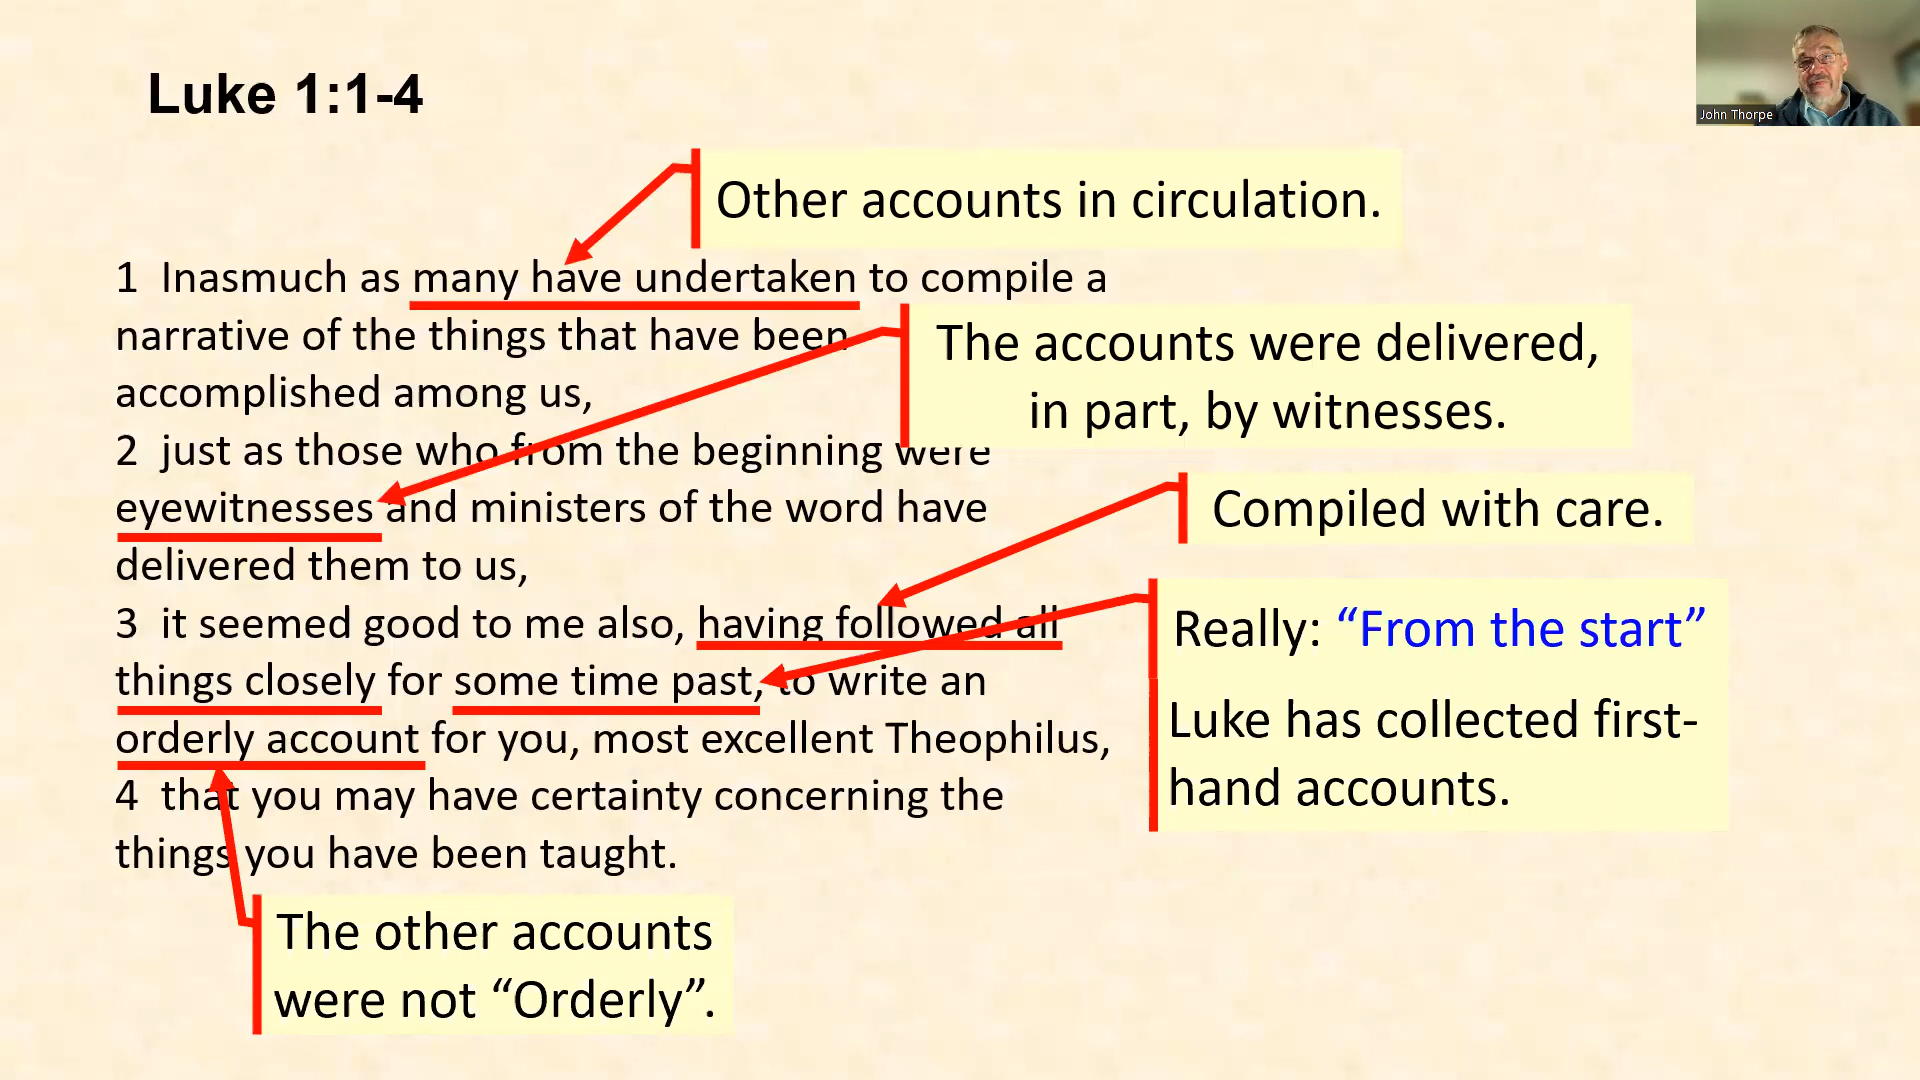 Luke 1:1-4
John Thorpe
Other accounts in circulation.
1 Inasmuch as many have undertaken to compile a
narrative of the things that have been
accomplished among us,
2 just as those who from the beginning were
eyewitnesses and ministers of the word have
delivered them to us,
3 it seemed good to me also, having followed all
things closely for some time past, to write an
orderly account for you, most excellent Theophilus,
4 that you may have certainty concerning the
things you have been taught.
The accounts were delivered,
in part, by witnesses.
Compiled with care.
Really: “From the start”
Luke has collected first-
hand accounts.
The other accounts
were not “Orderly”.